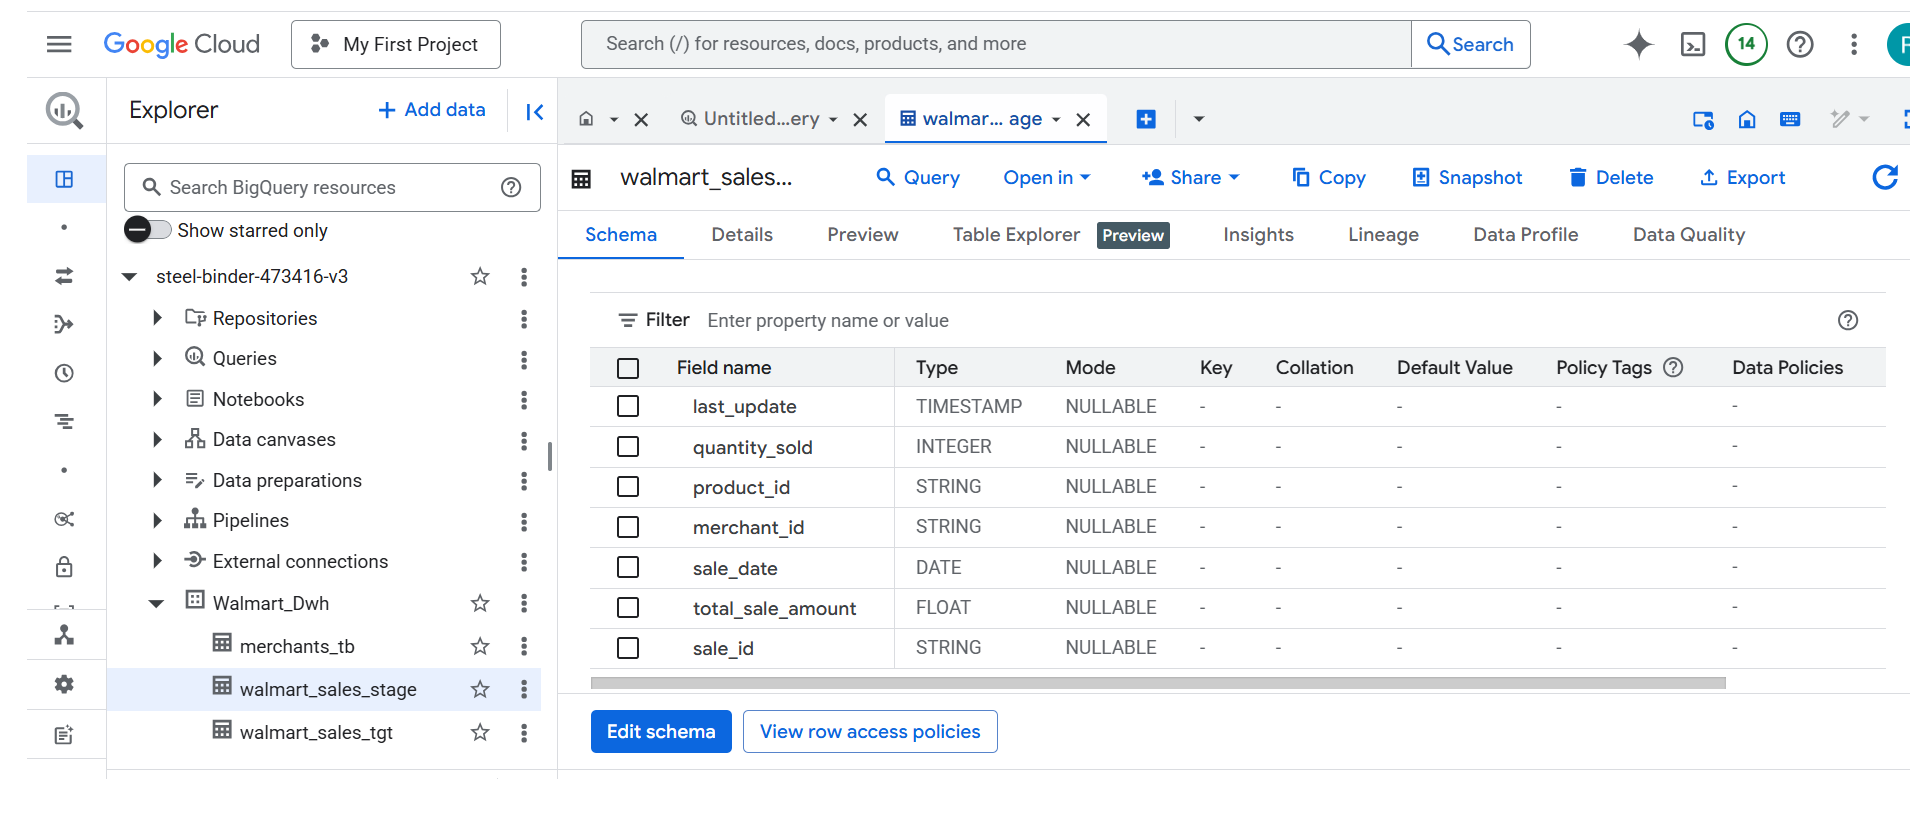 Google Cloud
My First Project
Search (/) for resources, docs, products, and more
Search
14
Explorer
+ Add data
Untitled...ery
walmar... age
Search BigQuery resources
walmart_sales...
Query
Open in
Share
Copy
Snapshot
Delete
Export
Show starred only
Schema
Details
Preview
Table Explorer
Preview
Insights
Lineage
Data Profile
Data Quality
steel-binder-473416-v3
Repositories
Queries
Notebooks
Data canvases
Data preparations
Pipelines
External connections
Walmart_Dwh
merchants_tb
walmart_sales_stage
walmart_sales_tgt
Filter Enter property name or value
Field name Type Mode Key Collation Default Value Policy Tags Data Policies
last_update TIMESTAMP NULLABLE - - - - -
quantity_sold INTEGER NULLABLE - - - - -
product_id STRING NULLABLE - - - - -
merchant_id STRING NULLABLE - - - - -
sale_date DATE NULLABLE - - - - -
total_sale_amount FLOAT NULLABLE - - - - -
sale_id STRING NULLABLE - - - - -
Edit schema
View row access policies